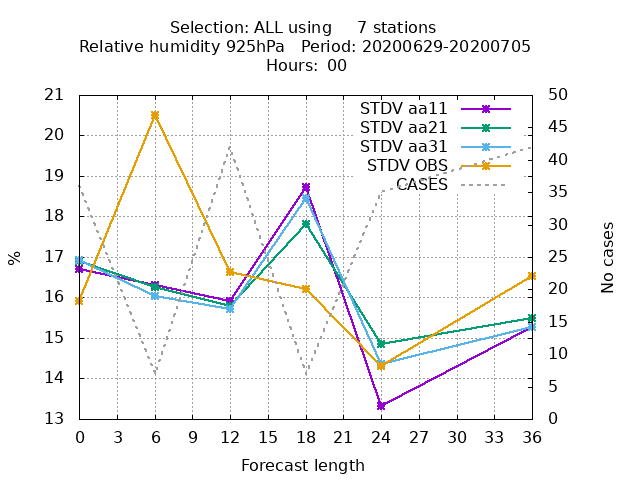 Selection: ALL using 7 stations
Relative humidity 925hPa Period: 20200629-20200705
Hours: 00
21
20
19
18
17
16
15
14
13
%
50
45
40
35
30
25
20
15
10
5
0
No cases
STDV aa11
STDV aa21
STDV aa31
STDV OBS
CASES
0 3 6 9 12 15 18 21 24 27 30 33 36
Forecast length